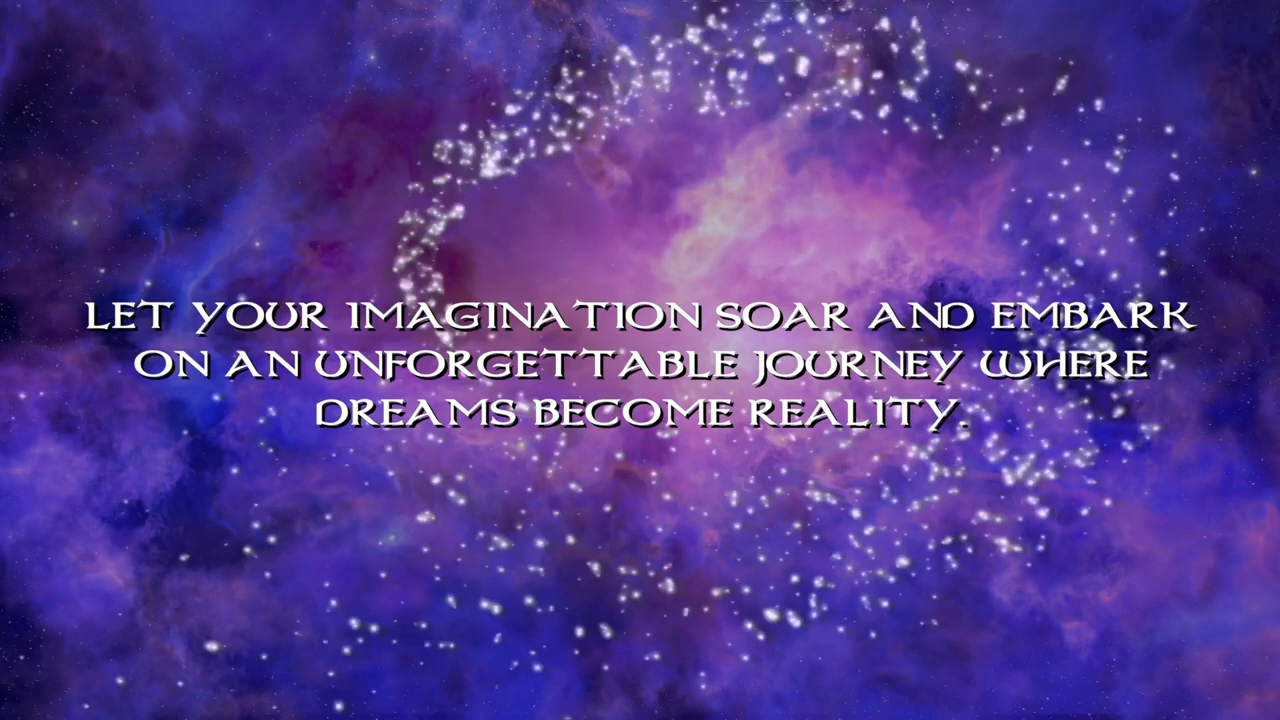 LET YOUR IMAGINATION SOAR AND EMBARK
ON AN UNFORGETTABLE JOURNEY WHERE
DREAMS BECOME REALITY.